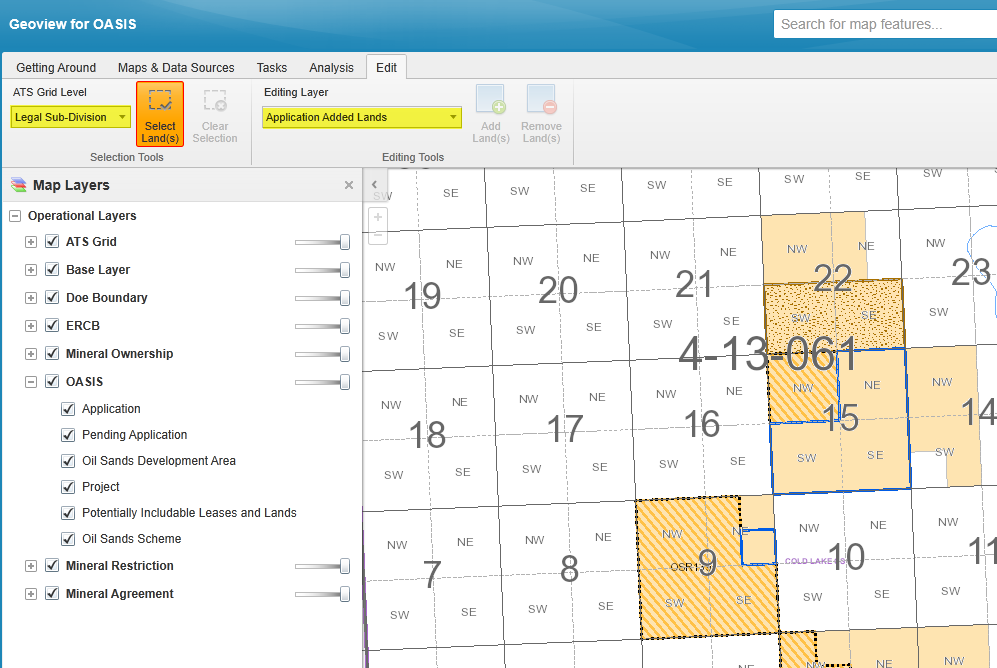 Geoview for OASIS
Search for map features...
Getting Around Maps & Data Sources Tasks Analysis Edit
ATS Grid Level
Legal Sub-Division
Select Land(s)
Clear Selection
Selection Tools
Editing Layer
Application Added Lands
Add Land(s)
Remove Land(s)
Editing Tools
Map Layers
Operational Layers
ATS Grid
Base Layer
Doe Boundary
ERCB
Mineral Ownership
OASIS
Application
Pending Application
Oil Sands Development Area
Project
Potentially Includable Leases and Lands
Oil Sands Scheme
Mineral Restriction
Mineral Agreement
SW SE SW SE SW SE SW SE SW
NW NE NW NE NW NE NW NE NW
19 20 21 22 23
SW SE SW SE SW SE SW SE SW
4-13-061
NW NE NW NE NW NE NW NE NW
18 17 16 15 14
SW SE SW SE SW SE SW SE SW
NW NE NW NE NW NE NW NE NW
7 8 9 10 11
COLD LAKE
SW SE SW SE SW SE SW SE SW
NE NW NE NW